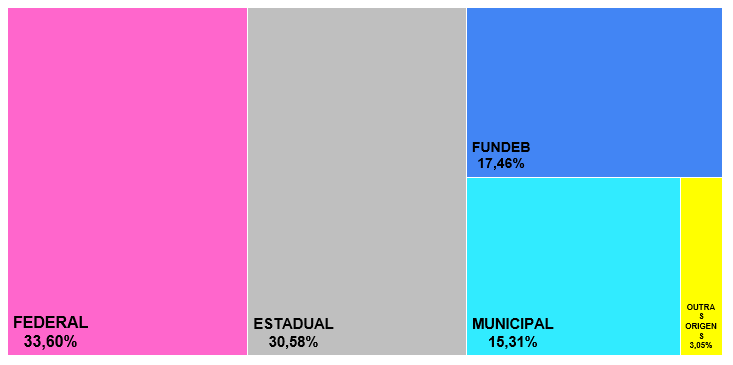 FUNDEB
17,46%
FEDERAL
33,60%
ESTADUAL
30,58%
MUNICIPAL
15,31%
OUTRA
S
ORIGEN
S
3,05%